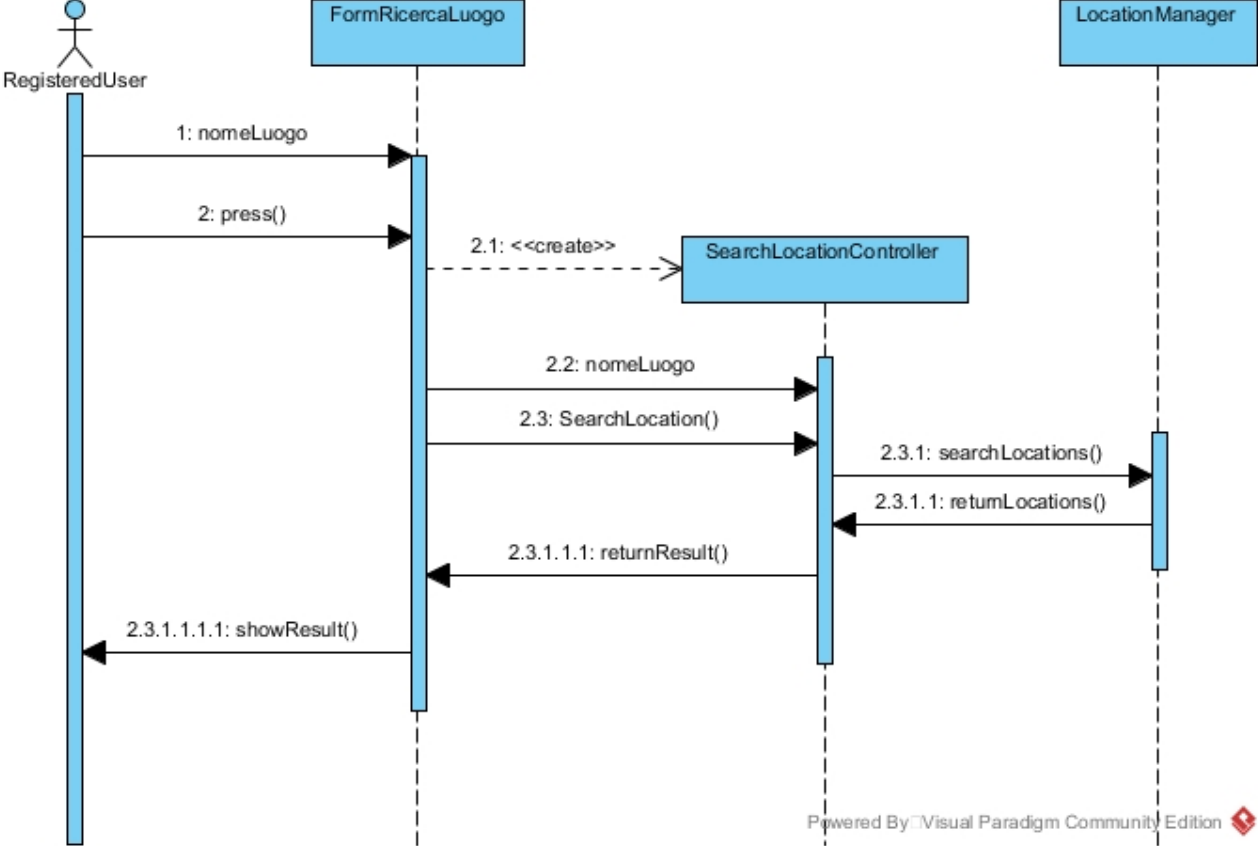 FormRicercaLuogo
LocationManager
RegisteredUser
1: nomeLuogo
2: press()
2.1: <<create>>
SearchLocationController
2.2: nomeLuogo
2.3: SearchLocation()
2.3.1: searchLocations()
2.3.1.1: returnLocations()
2.3.1.1.1: returnResult()
2.3.1.1.1.1: showResult()
Powered By Visual Paradigm Community Edition